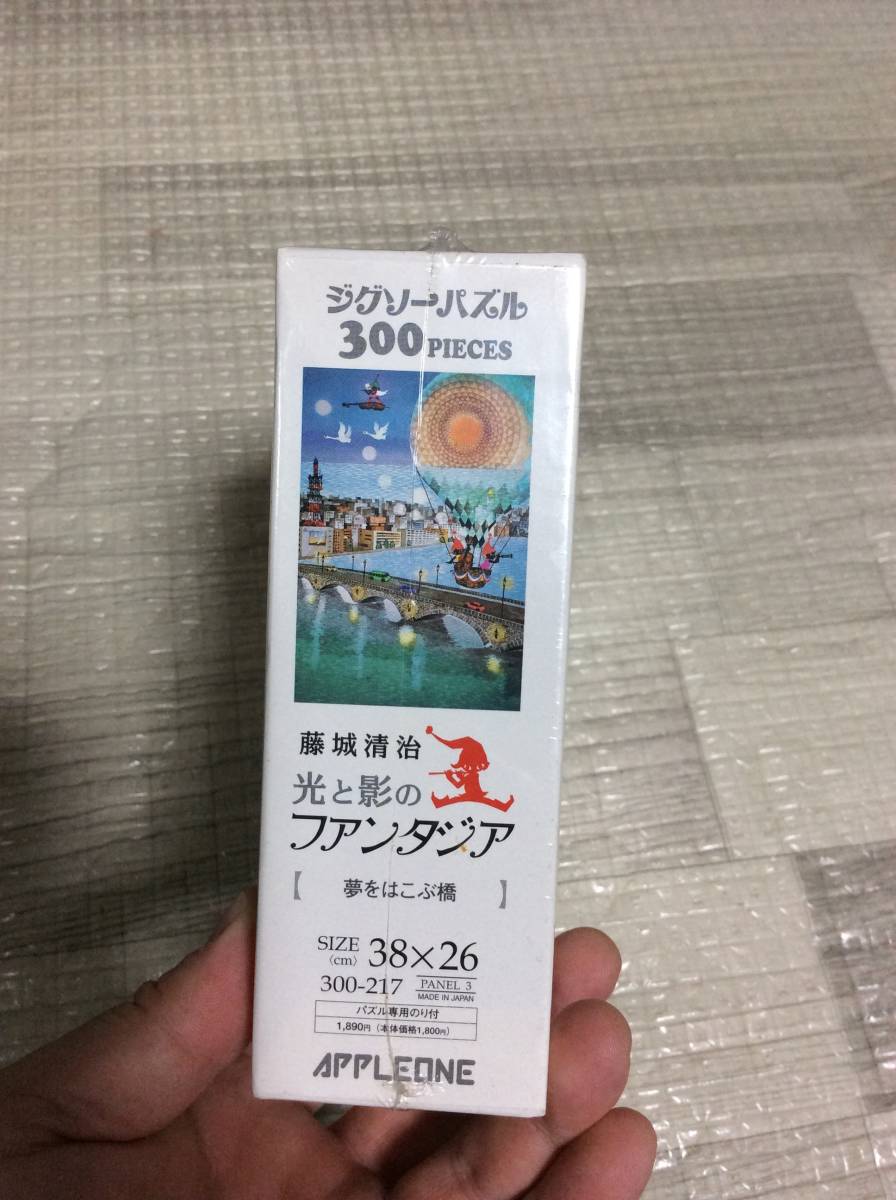 ジグソーパズル
300 PIECES
藤城清治
光と影の
ファンタジア
【 夢をはこぶ橋 】
SIZE
〈cm〉 38×26
300-217 PANEL 3
MADE IN JAPAN
パズル専用のり付
1,890円（本体価格1,800円）
APPLEONE